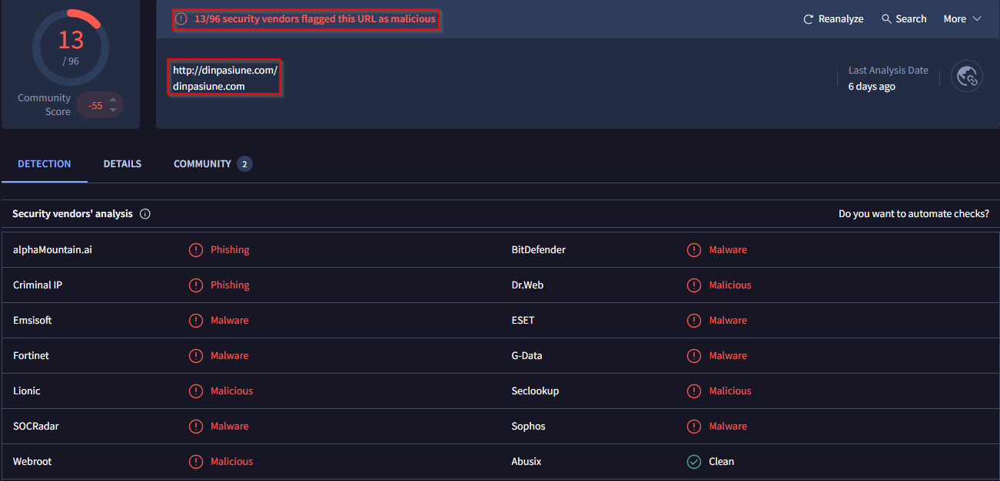 13
/ 96
Community Score
-55
13/96 security vendors flagged this URL as malicious
Reanalyze Search More
http://dinpasiune.com/
dinpasiune.com
Last Analysis Date
6 days ago
DETECTION DETAILS COMMUNITY 2
Security vendors' analysis Do you want to automate checks?
alphaMountain.ai Phishing BitDefender Malware
Criminal IP Phishing Dr.Web Malicious
Emsisoft Malware ESET Malware
Fortinet Malware G-Data Malware
Lionic Malicious Seclookup Malicious
SOCRadar Malware Sophos Malware
Webroot Malicious Abusix Clean